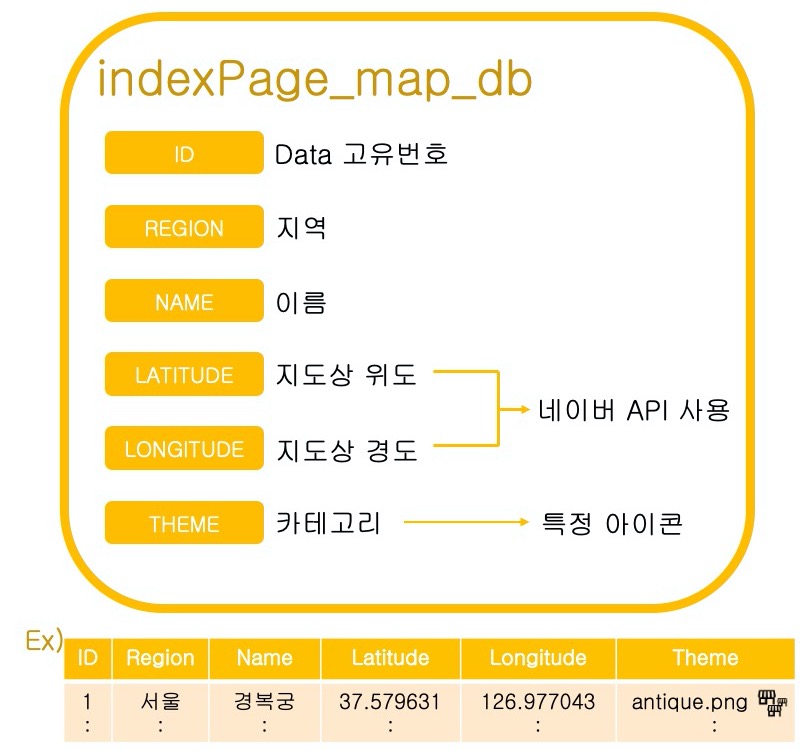 indexPage_map_db
ID Data 고유번호
REGION 지역
NAME 이름
LATITUDE 지도상 위도
네이버 API 사용
LONGITUDE 지도상 경도
THEME 카테고리 특정 아이콘
Ex)
ID Region Name Latitude Longitude Theme
1 서울 경복궁 37.579631 126.977043 antique.png
: : : : : :